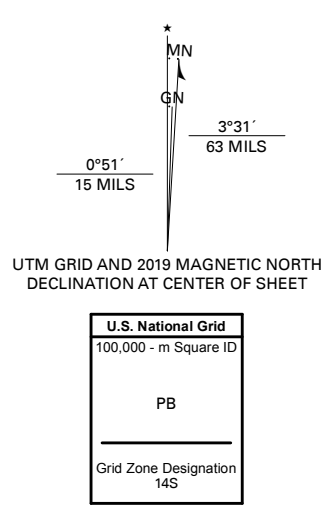 ★
MN
GN
3°31´
63 MILS
0°51´
15 MILS
UTM GRID AND 2019 MAGNETIC NORTH
DECLINATION AT CENTER OF SHEET
U.S. National Grid
100,000 - m Square ID
PB
Grid Zone Designation
14S